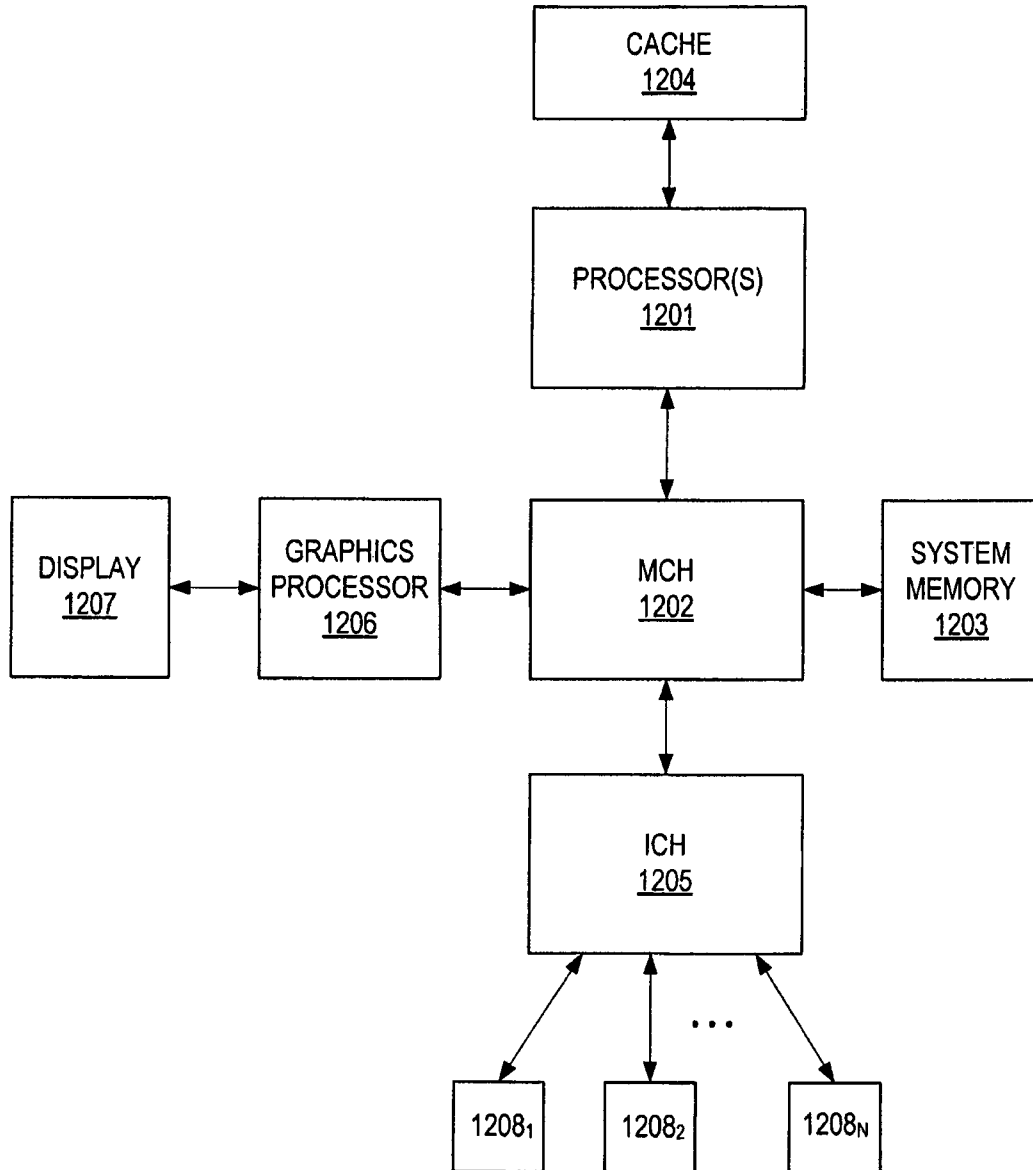 CACHE
1204
PROCESSOR(S)
1201
DISPLAY
1207
GRAPHICS
PROCESSOR
1206
MCH
1202
SYSTEM
MEMORY
1203
ICH
1205
...
1208₁
1208₂
1208N